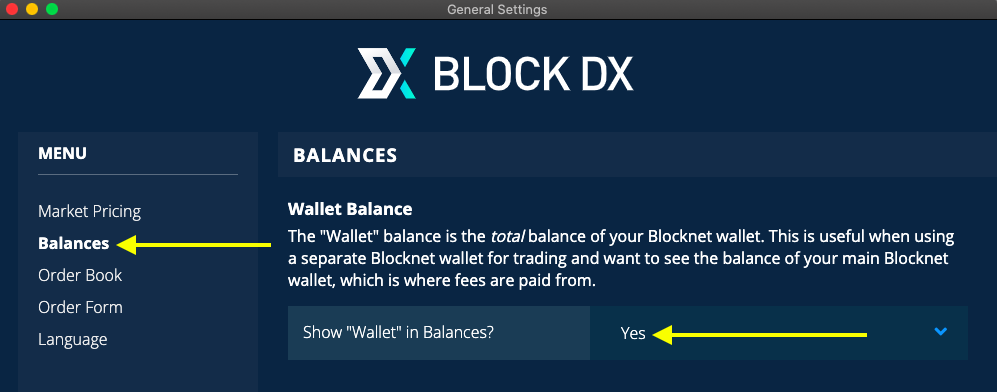 General Settings
BLOCK DX
MENU
Market Pricing
Balances
Order Book
Order Form
Language
BALANCES
Wallet Balance
The "Wallet" balance is the total balance of your Blocknet wallet. This is useful when using
a separate Blocknet wallet for trading and want to see the balance of your main Blocknet
wallet, which is where fees are paid from.
Show "Wallet" in Balances?
Yes